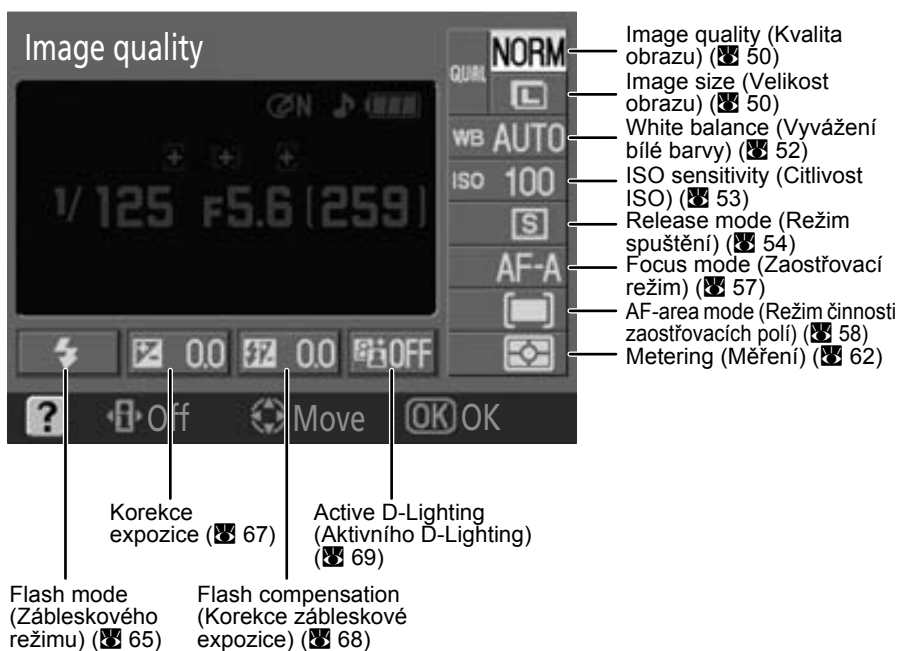 Image quality
QUAL NORM
L
N
WB AUTO
ISO 100
1/125 F5.6 [259]
S
AF-A
0.0
0.0
OFF
? Off Move OK OK
Image quality (Kvalita
obrazu) ( 50)
Image size (Velikost
obrazu) ( 50)
White balance (Vyvážení
bílé barvy) ( 52)
ISO sensitivity (Citlivost
ISO) ( 53)
Release mode (Režim
spuštění) ( 54)
Focus mode (Zaostřovací
režim) ( 57)
AF-area mode (Režim činnosti
zaostřovacích polí) ( 58)
Metering (Měření) ( 62)
Korekce
expozice ( 67)
Active D-Lighting
(Aktivního D-Lighting)
( 69)
Flash mode
(Zábleskového
režimu) ( 65)
Flash compensation
(Korekce zábleskové
expozice) ( 68)